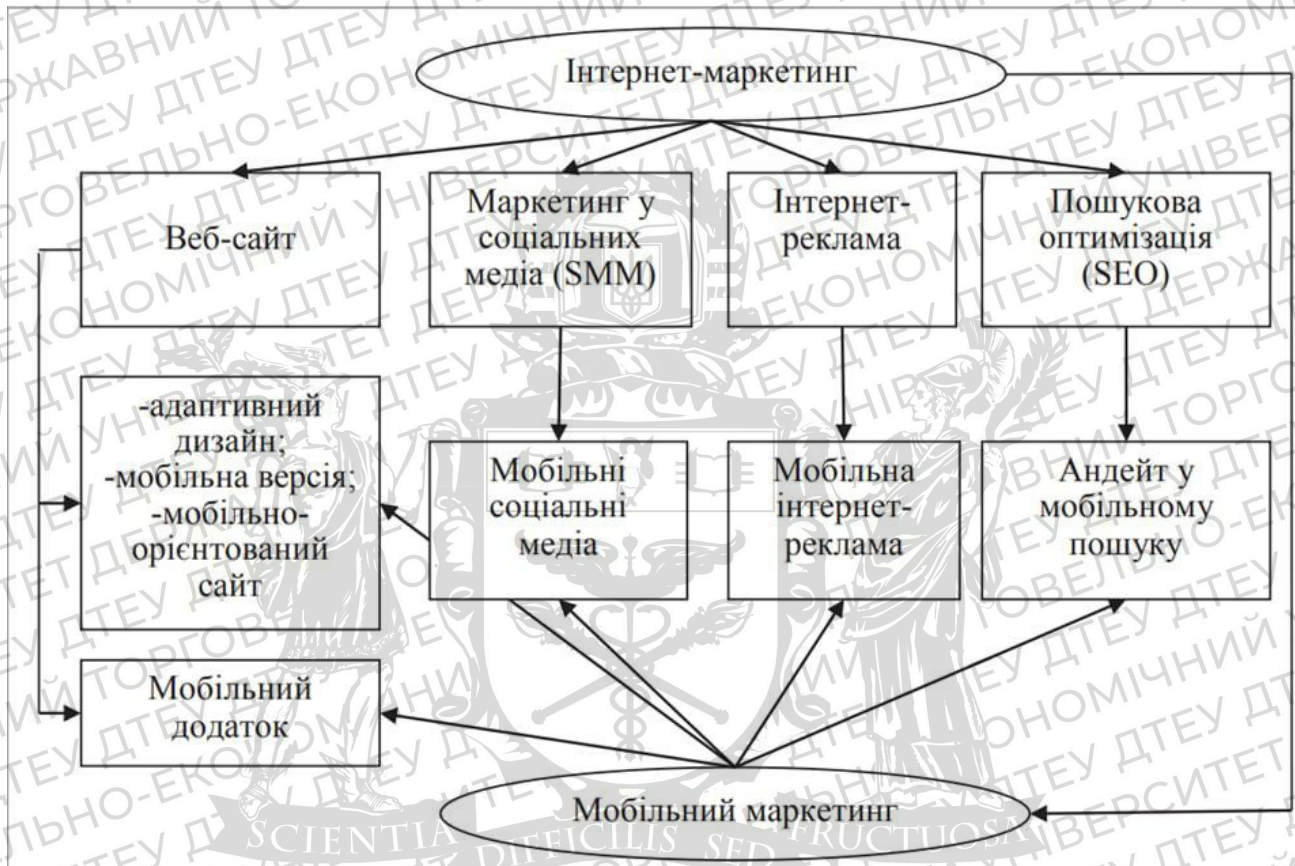 Інтернет-маркетинг
Веб-сайт
Маркетинг у
соціальних
медіа (SMM)
Інтернет-
реклама
Пошукова
оптимізація
(SEO)
-адаптивний
дизайн;
-мобільна версія;
-мобільно-
орієнтований
сайт
Мобільні
соціальні
медіа
Мобільна
інтернет-
реклама
Андейт у
мобільному
пошуку
Мобільний
додаток
Мобільний маркетинг
SCIENTIA DIFFICILIS SED FRUCTUOSA